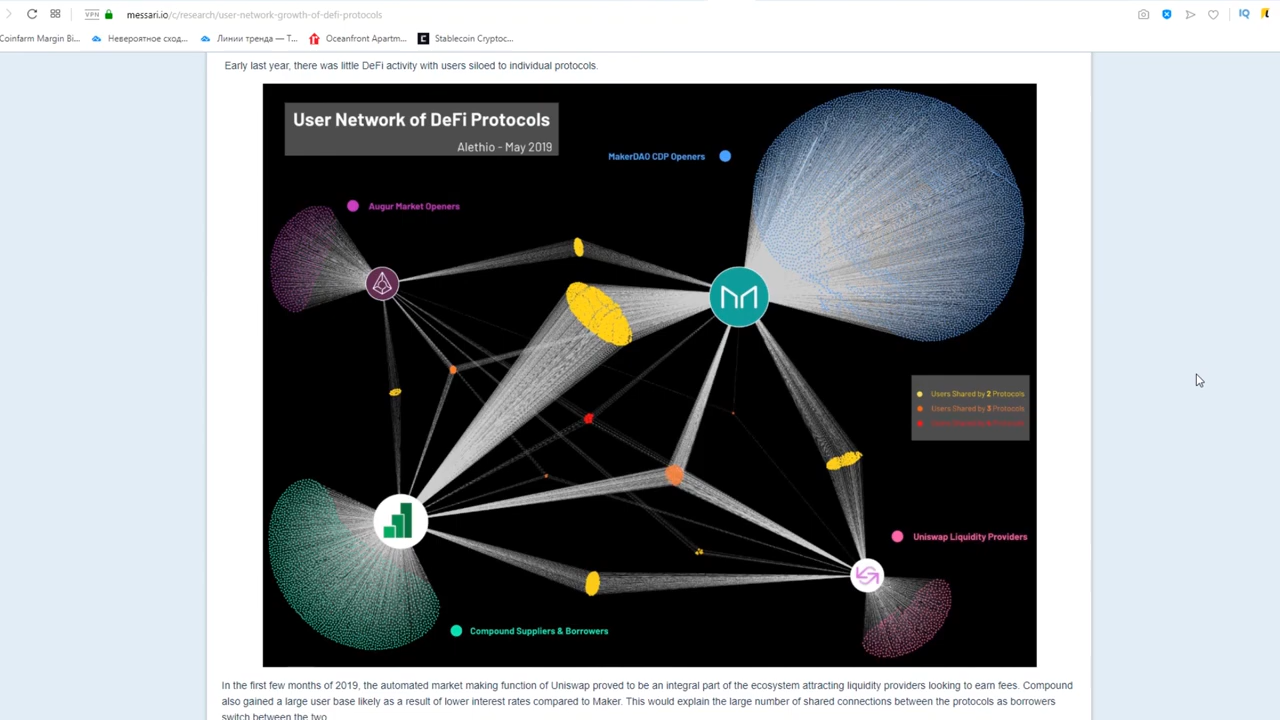 VPN
messari.io/c/research/user-network-growth-of-defi-protocols
IQ
Coinfarm Margin Bi...
Невероятное сход...
Линии тренда — Т...
Oceanfront Apartm...
Stablecoin Cryptoc...
Early last year, there was little DeFi activity with users siloed to individual protocols.
User Network of DeFi Protocols
Alethio - May 2019
MakerDAO CDP Openers
Augur Market Openers
Users Shared by 2 Protocols
Users Shared by 3 Protocols
Uniswap Liquidity Providers
Compound Suppliers & Borrowers
In the first few months of 2019, the automated market making function of Uniswap proved to be an integral part of the ecosystem attracting liquidity providers looking to earn fees. Compound
also gained a large user base likely as a result of lower interest rates compared to Maker. This would explain the large number of shared connections between the protocols as borrowers
switch between the two